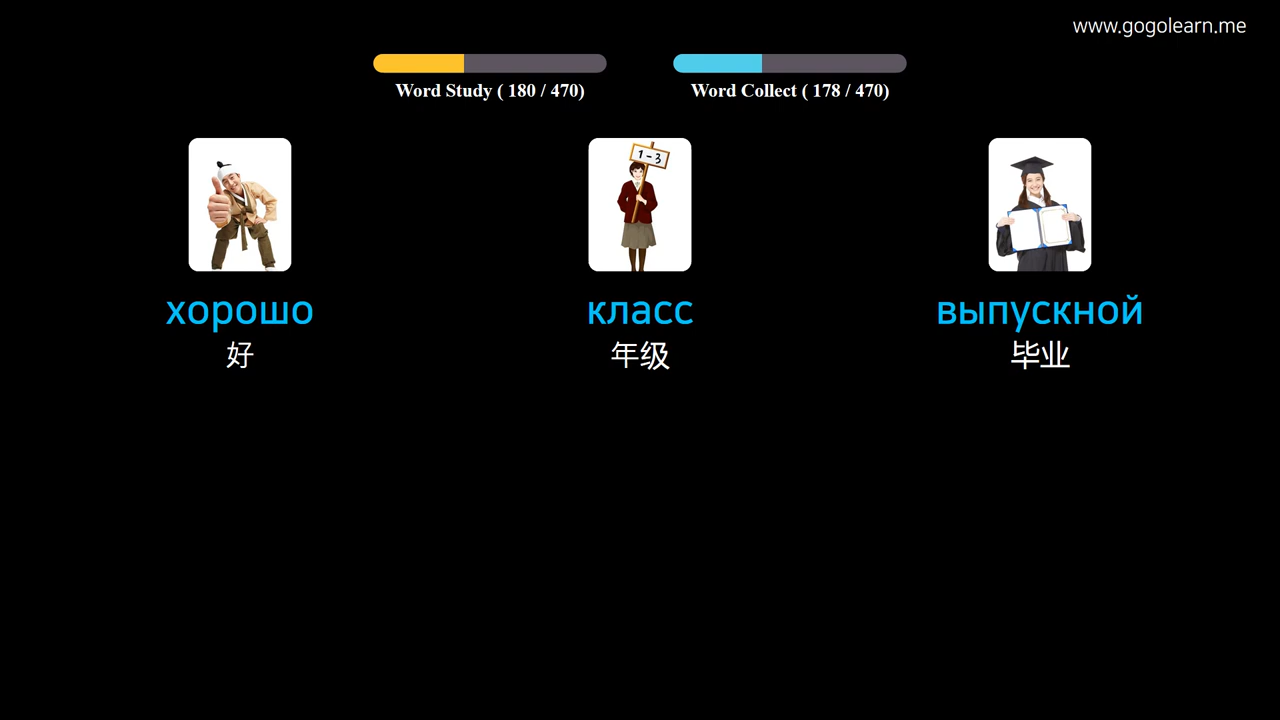 www.gogolearn.me
Word Study ( 180 / 470)
Word Collect ( 178 / 470)
1-3
хорошо
класс
выпускной
好
年级
毕业